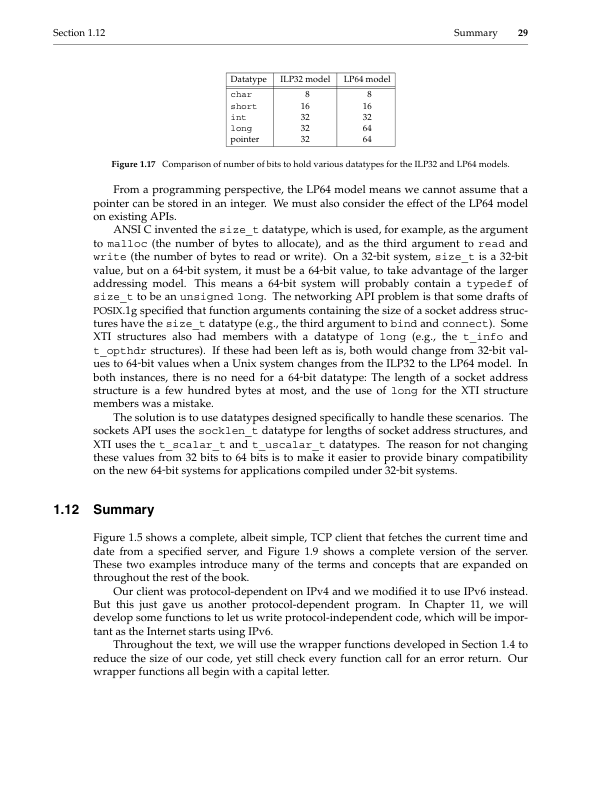 Section 1.12 Summary 29
Datatype ILP32 model LP64 model
char 8 8
short 16 16
int 32 32
long 32 64
pointer 32 64
Figure 1.17 Comparison of number of bits to hold various datatypes for the ILP32 and LP64 models.
From a programming perspective, the LP64 model means we cannot assume that a
pointer can be stored in an integer. We must also consider the effect of the LP64 model
on existing APIs.
ANSI C invented the size_t datatype, which is used, for example, as the argument
to malloc (the number of bytes to allocate), and as the third argument to read and
write (the number of bytes to read or write). On a 32-bit system, size_t is a 32-bit
value, but on a 64-bit system, it must be a 64-bit value, to take advantage of the larger
addressing model. This means a 64-bit system will probably contain a typedef of
size_t to be an unsigned long. The networking API problem is that some drafts of
POSIX.1g specified that function arguments containing the size of a socket address struc-
tures have the size_t datatype (e.g., the third argument to bind and connect). Some
XTI structures also had members with a datatype of long (e.g., the t_info and
t_opthdr structures). If these had been left as is, both would change from 32-bit val-
ues to 64-bit values when a Unix system changes from the ILP32 to the LP64 model. In
both instances, there is no need for a 64-bit datatype: The length of a socket address
structure is a few hundred bytes at most, and the use of long for the XTI structure
members was a mistake.
The solution is to use datatypes designed specifically to handle these scenarios. The
sockets API uses the socklen_t datatype for lengths of socket address structures, and
XTI uses the t_scalar_t and t_uscalar_t datatypes. The reason for not changing
these values from 32 bits to 64 bits is to make it easier to provide binary compatibility
on the new 64-bit systems for applications compiled under 32-bit systems.
1.12 Summary
Figure 1.5 shows a complete, albeit simple, TCP client that fetches the current time and
date from a specified server, and Figure 1.9 shows a complete version of the server.
These two examples introduce many of the terms and concepts that are expanded on
throughout the rest of the book.
Our client was protocol-dependent on IPv4 and we modified it to use IPv6 instead.
But this just gave us another protocol-dependent program. In Chapter 11, we will
develop some functions to let us write protocol-independent code, which will be impor-
tant as the Internet starts using IPv6.
Throughout the text, we will use the wrapper functions developed in Section 1.4 to
reduce the size of our code, yet still check every function call for an error return. Our
wrapper functions all begin with a capital letter.